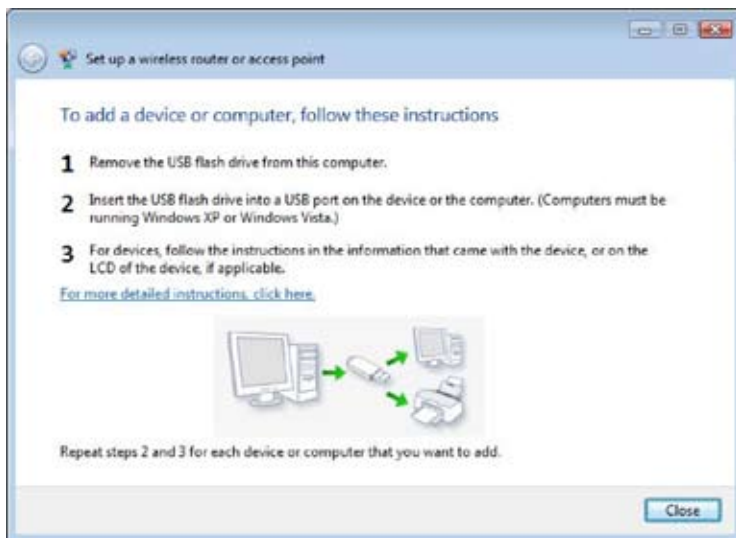 Set up a wireless router or access point
To add a device or computer, follow these instructions
1 Remove the USB flash drive from this computer.
2 Insert the USB flash drive into a USB port on the device or the computer. (Computers must be
running Windows XP or Windows Vista.)
3 For devices, follow the instructions in the information that came with the device, or on the
LCD of the device, if applicable.
For more detailed instructions, click here.
Repeat steps 2 and 3 for each device or computer that you want to add.
Close